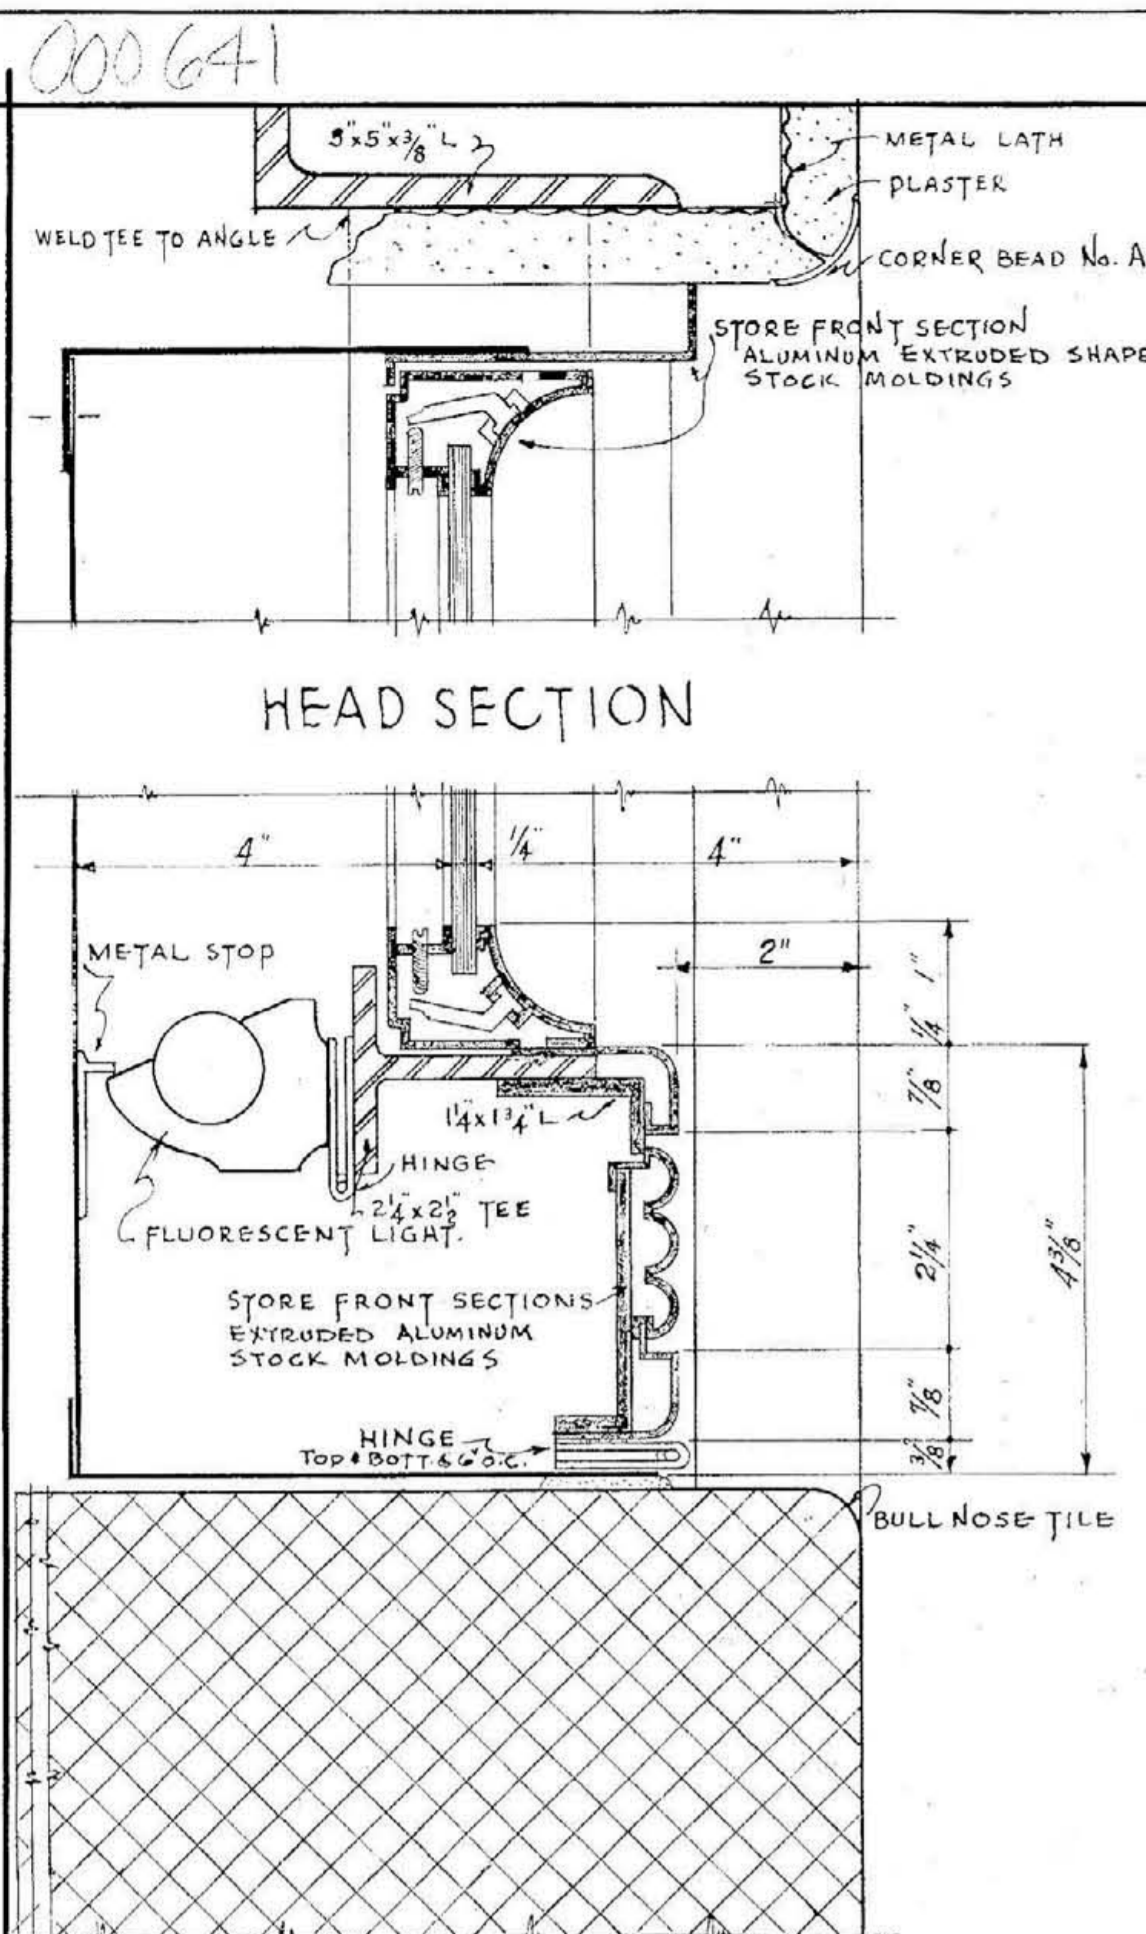 000641
3"x5"x3/8" L
METAL LATH
PLASTER
WELD TEE TO ANGLE
CORNER BEAD No. A
STORE FRONT SECTION
ALUMINUM EXTRUDED SHAPE
STOCK MOLDINGS
HEAD SECTION
4"
1/4"
4"
METAL STOP
2"
1/4" 1"
7/8"
1 1/4" x 1 3/4" L
HINGE
2 1/4" x 2 1/2" TEE
FLUORESCENT LIGHT.
2 1/4"
4 3/8"
STORE FRONT SECTIONS
EXTRUDED ALUMINUM
STOCK MOLDINGS
7/8"
HINGE
TOP & BOTT. & 6" O.C.
3/8"
BULL NOSE TILE